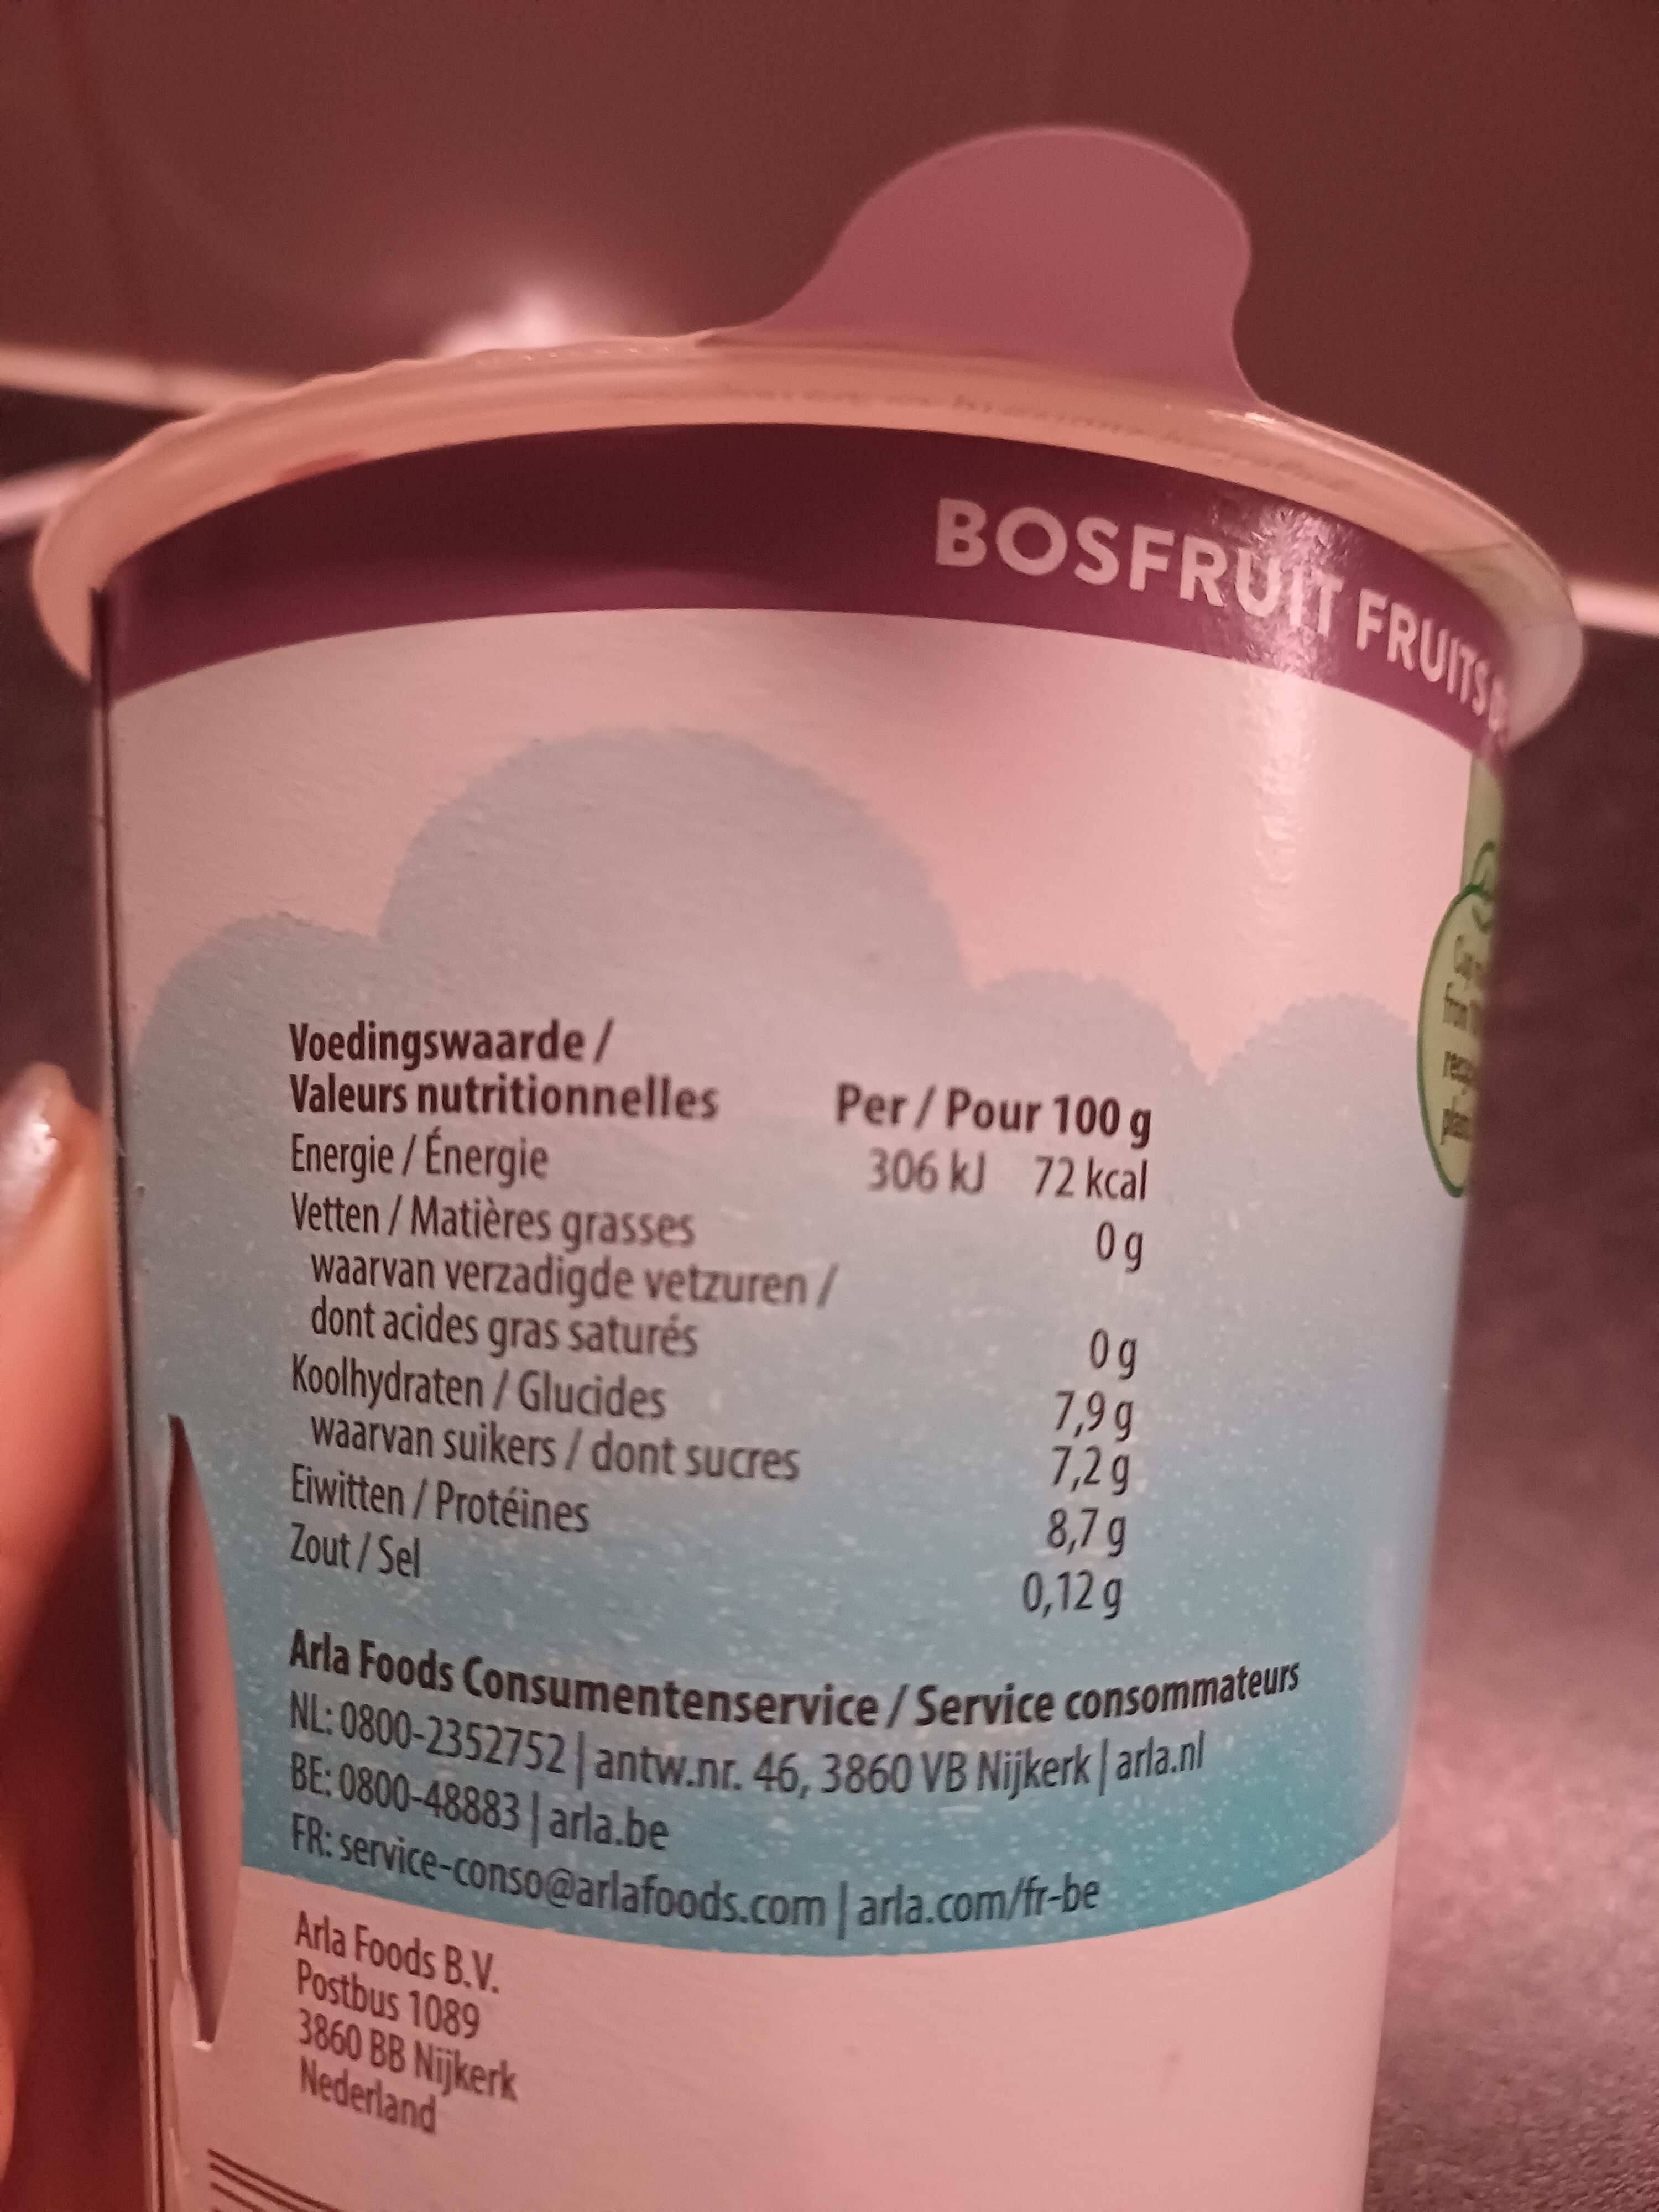 BOSFRUIT FRUITS
Voedingswaarde /
Valeurs nutritionnelles Per / Pour 100 g
Energie / Énergie 306 kJ 72 kcal
Vetten / Matières grasses 0 g
waarvan verzadigde vetzuren /
dont acides gras saturés 0 g
Koolhydraten / Glucides 7,9 g
waarvan suikers / dont sucres 7,2 g
Eiwitten / Protéines 8,7 g
Zout / Sel 0,12 g
Arla Foods Consumentenservice / Service consommateurs
NL: 0800-2352752 | antw.nr. 46, 3860 VB Nijkerk | arla.nl
BE: 0800-48883 | arla.be
FR: service-conso@arlafoods.com | arla.com/fr-be
Arla Foods B.V.
Postbus 1089
3860 BB Nijkerk
Nederland